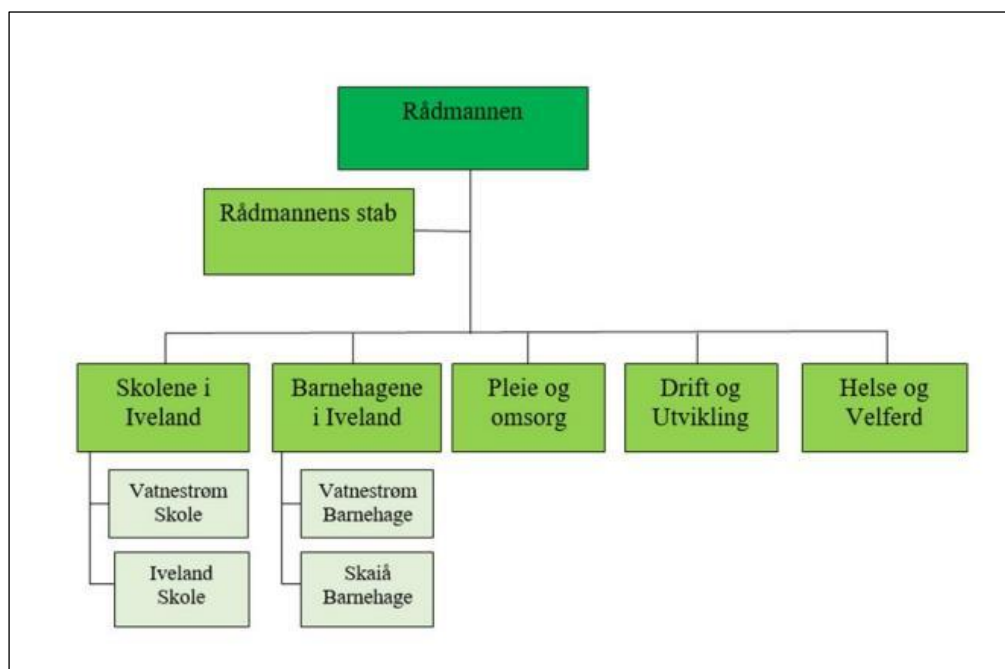 Rådmannen
Rådmannens stab
Skolene i
Iveland
Barnehagene
i Iveland
Pleie og
omsorg
Drift og
Utvikling
Helse og
Velferd
Vatnestrøm
Skole
Vatnestrøm
Barnehage
Iveland
Skole
Skaiå
Barnehage